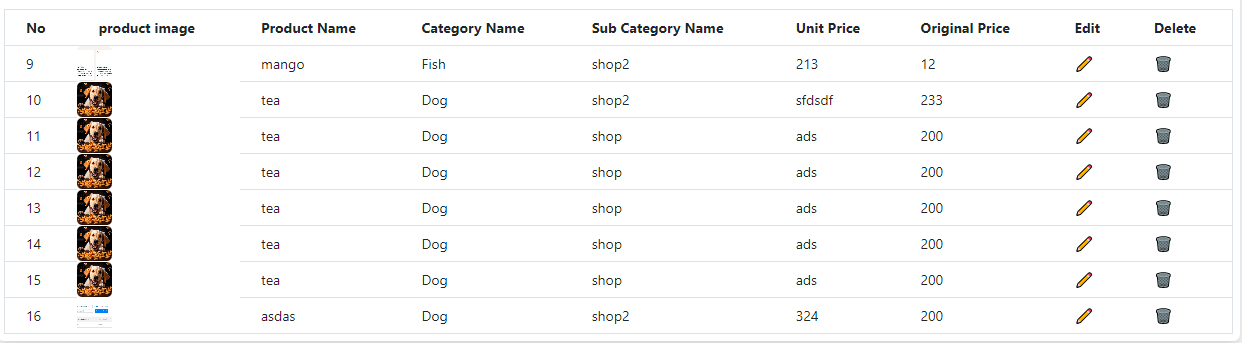 No product image Product Name Category Name Sub Category Name Unit Price Original Price Edit Delete
9 mango Fish shop2 213 12
10 tea Dog shop2 sfdsdf 233
11 tea Dog shop ads 200
12 tea Dog shop ads 200
13 tea Dog shop ads 200
14 tea Dog shop ads 200
15 tea Dog shop ads 200
16 asdas Dog shop2 324 200